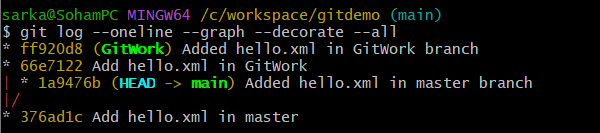 sarka@SohamPC MINGW64 /c/workspace/gitdemo (main)
$ git log --oneline --graph --decorate --all
* ff920d8 (GitWork) Added hello.xml in GitWork branch
* 66e7122 Add hello.xml in GitWork
| * 1a9476b (HEAD -> main) Added hello.xml in master branch
|/
* 376ad1c Add hello.xml in master